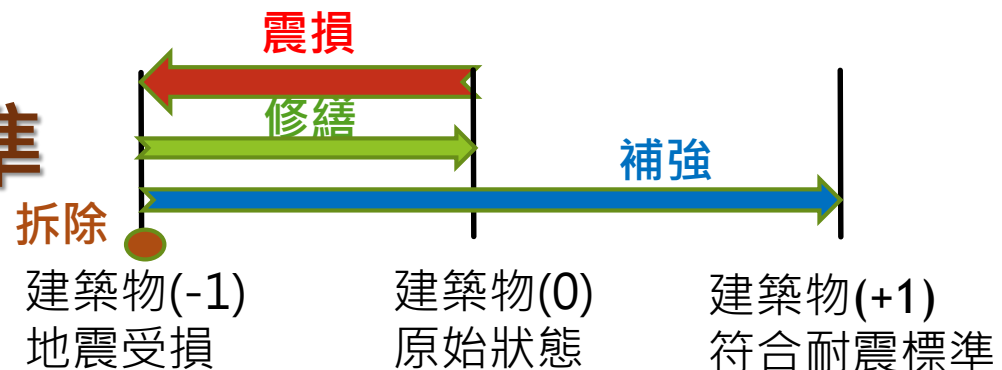 震損
修繕
準
補強
拆除
建築物(-1)
地震受損
建築物(0)
原始狀態
建築物(+1)
符合耐震標準